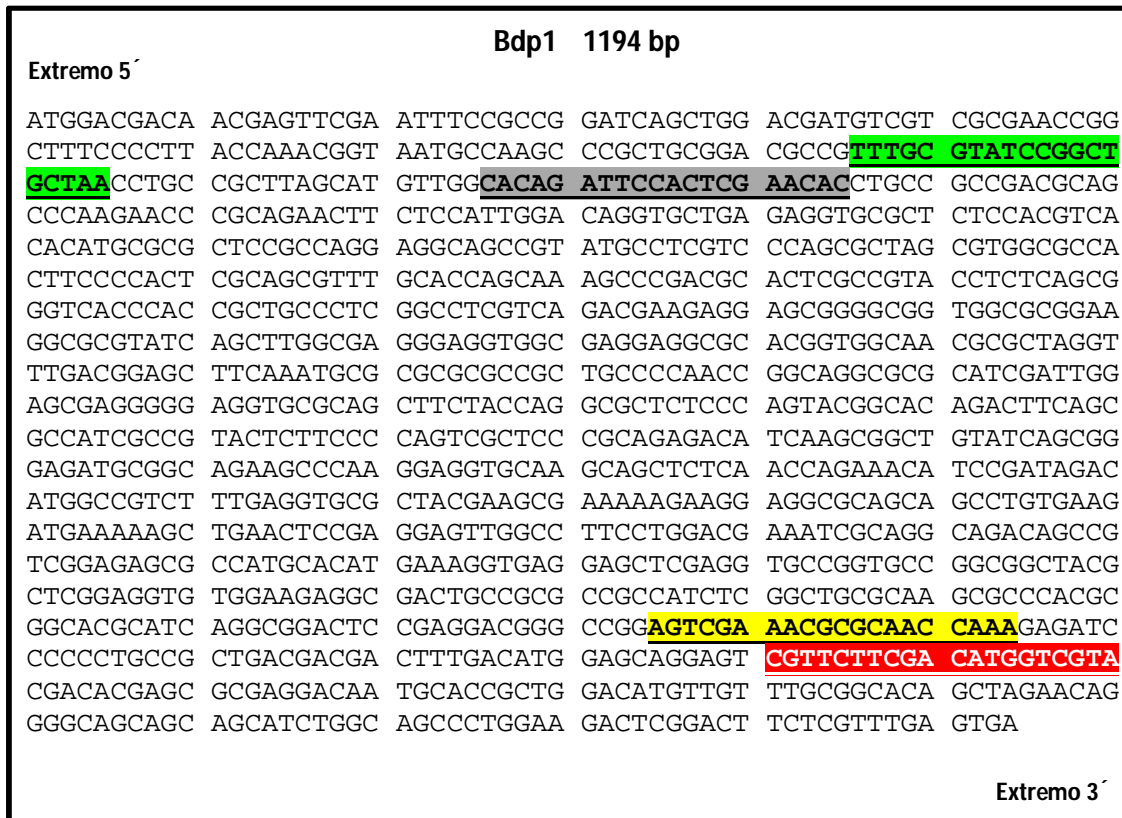 Bdp1 1194 bp
Extremo 5´
ATGGACGACA ACGAGTTCGA ATTTCCGCCG GATCAGCTGG ACGATGTCGT CGCGAACCGG
CTTTCCCCTT ACCAAACGGT AATGCCAAGC CCGCTGCGGA CGCCGTTTGC GTATCCGGCT
GCTAACCTGC CGCTTAGCAT GTTGGCACAG ATTCCACTCG AACACCTGCC GCCGACGCAG
CCCAAGAACC CGCAGAACTT CTCCATTGGA CAGGTGCTGA GAGGTGCGCT CTCCACGTCA
CACATGCGCG CTCCGCCAGG AGGCAGCCGT ATGCCTCGTC CCAGCGCTAG CGTGGCGCCA
CTTCCCCACT CGCAGCGTTT GCACCAGCAA AGCCCGACGC ACTCGCCGTA CCTCTCAGCG
GGTCACCCAC CGCTGCCCTC GGCCTCGTCA GACGAAGAGG AGCGGGGCGG TGGCGCGGAA
GGCGCGTATC AGCTTGGCGA GGGAGGTGGC GAGGAGGCGC ACGGTGGCAA CGCGCTAGGT
TTGACGGAGC TTCAAATGCG CGCGCGCCGC TGCCCCAACC GGCAGGCGCG CATCGATTGG
AGCGAGGGGG AGGTGCGCAG CTTCTACCAG GCGCTCTCCC AGTACGGCAC AGACTTCAGC
GCCATCGCCG TACTCTTCCC CAGTCGCTCC CGCAGAGACA TCAAGCGGCT GTATCAGCGG
GAGATGCGGC AGAAGCCCAA GGAGGTGCAA GCAGCTCTCA ACCAGAAACA TCCGATAGAC
ATGGCCGTCT TTGAGGTGCG CTACGAAGCG AAAAAGAAGG AGGCGCAGCA GCCTGTGAAG
ATGAAAAAGC TGAACTCCGA GGAGTTGGCC TTCCTGGACG AAATCGCAGG CAGACAGCCG
TCGGAGAGCG CCATGCACAT GAAAGGTGAG GAGCTCGAGG TGCCGGTGCC GGCGGCTACG
CTCGGAGGTG TGGAAGAGGC GACTGCCGCG CCGCCATCTC GGCTGCGCAA GCGCCCACGC
GGCACGCATC AGGCGGACTC CGAGGACGGG CCGGAGTCGA AACGCGCAAC CAAAGAGATC
CCCCCTGCCG CTGACGACGA CTTTGACATG GAGCAGGAGT CGTTCTTCGA CATGGTCGTA
CGACACGAGC GCGAGGACAA TGCACCGCTG GACATGTTGT TTGCGGCACA GCTAGAACAG
GGGCAGCAGC AGCATCTGGC AGCCCTGGAA GACTCGGACT TCTCGTTTGA GTGA
Extremo 3´